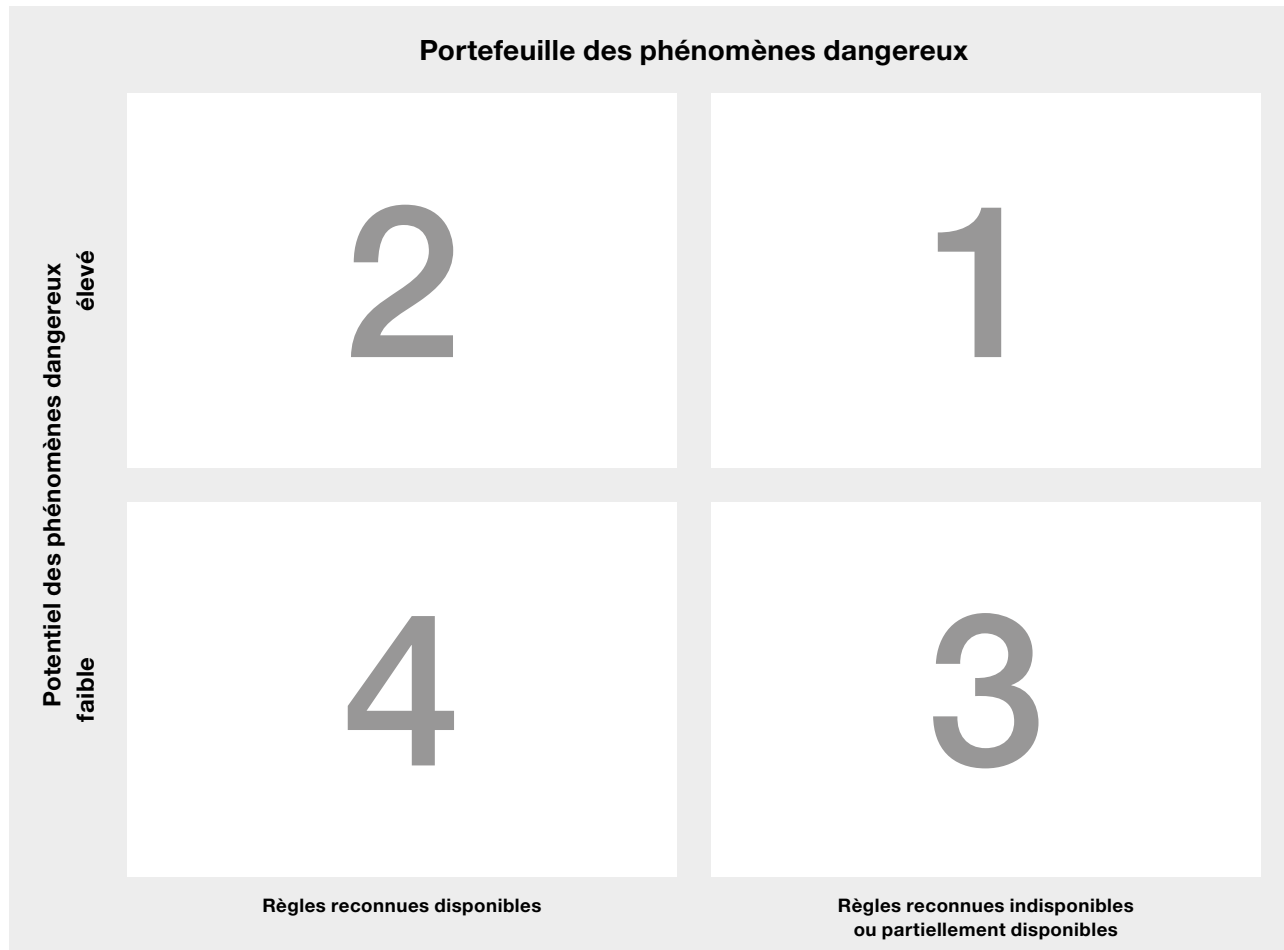 Portefeuille des phénomènes dangereux
Potentiel des phénomènes dangereux
élevé
faible
2
1
4
3
Règles reconnues disponibles
Règles reconnues indisponibles
ou partiellement disponibles